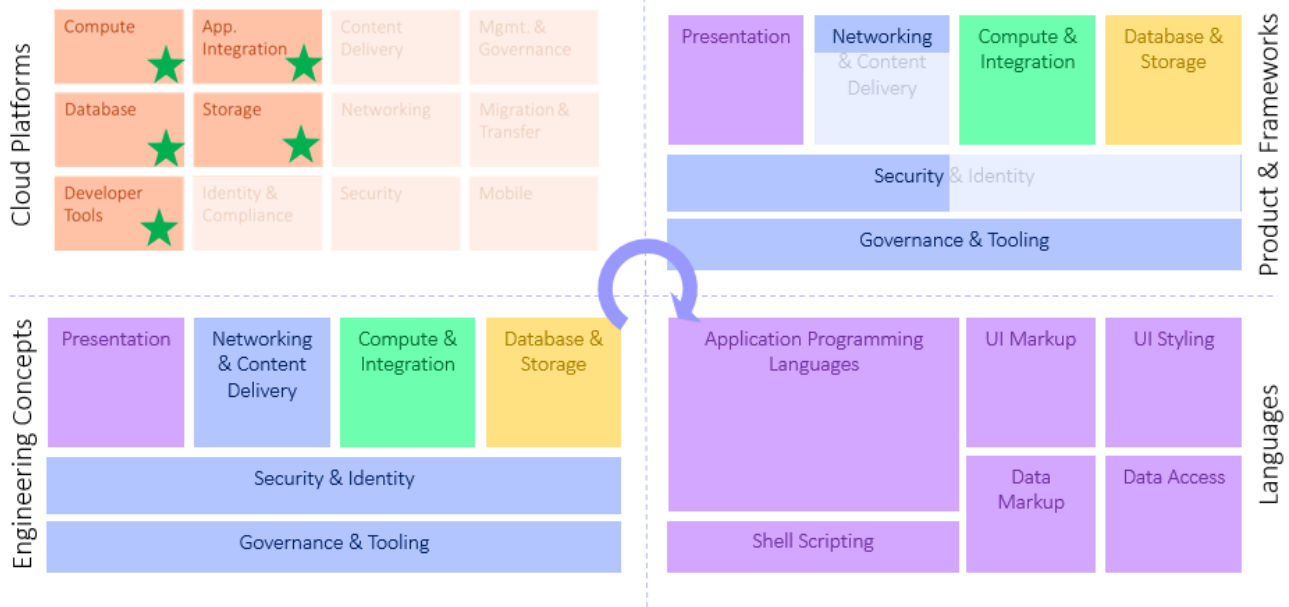 Cloud Platforms
Compute
App.
Integration
Content
Delivery
Mgmt. &
Governance
Database
Storage
Networking
Migration &
Transfer
Developer
Tools
Identity &
Compliance
Security
Mobile
Product & Frameworks
Presentation
Networking
& Content
Delivery
Compute &
Integration
Database &
Storage
Security & Identity
Governance & Tooling
Engineering Concepts
Presentation
Networking
& Content
Delivery
Compute &
Integration
Database &
Storage
Security & Identity
Governance & Tooling
Languages
Application Programming
Languages
UI Markup
UI Styling
Data
Markup
Data Access
Shell Scripting